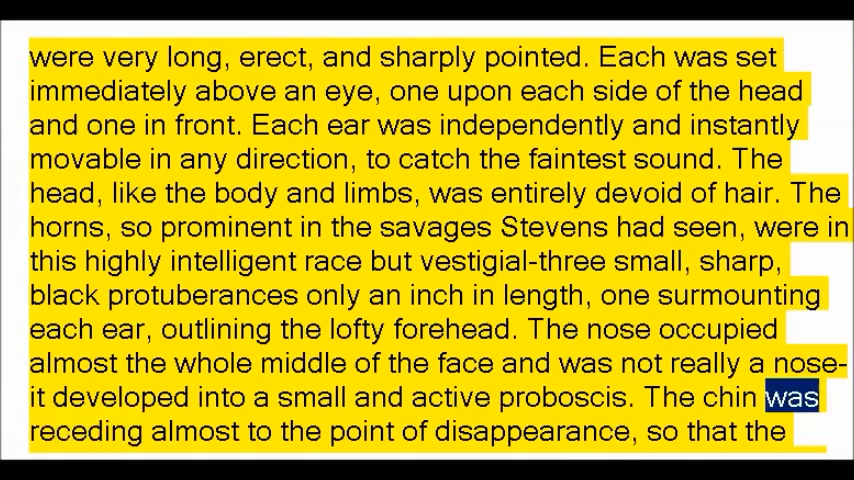 were very long, erect, and sharply pointed. Each was set
immediately above an eye, one upon each side of the head
and one in front. Each ear was independently and instantly
movable in any direction, to catch the faintest sound. The
head, like the body and limbs, was entirely devoid of hair. The
horns, so prominent in the savages Stevens had seen, were in
this highly intelligent race but vestigial-three small, sharp,
black protuberances only an inch in length, one surmounting
each ear, outlining the lofty forehead. The nose occupied
almost the whole middle of the face and was not really a nose-
it developed into a small and active proboscis. The chin was
receding almost to the point of disappearance, so that the